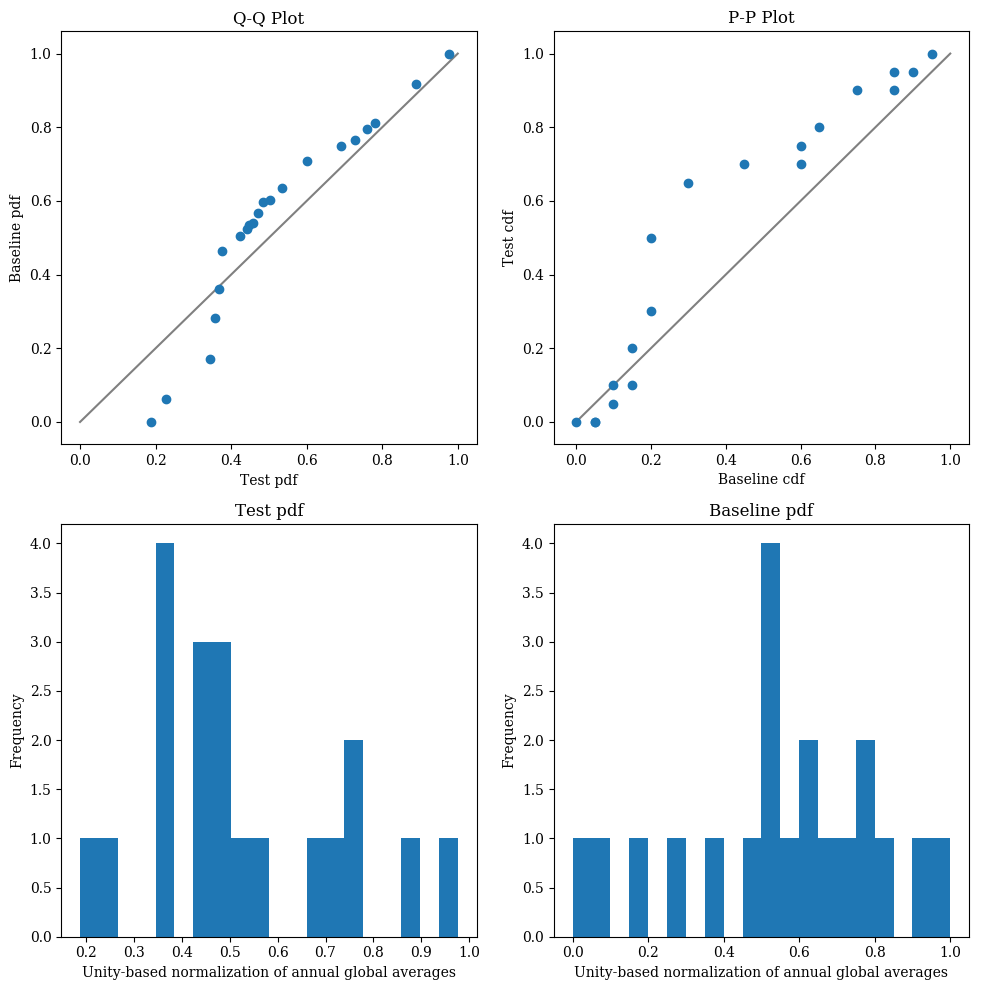 Q-Q Plot
Baseline pdf
1.0
0.8
0.6
0.4
0.2
0.0
0.0 0.2 0.4 0.6 0.8 1.0
Test pdf
P-P Plot
Test cdf
1.0
0.8
0.6
0.4
0.2
0.0
0.0 0.2 0.4 0.6 0.8 1.0
Baseline cdf
Test pdf
Frequency
4.0
3.5
3.0
2.5
2.0
1.5
1.0
0.5
0.0
0.2 0.3 0.4 0.5 0.6 0.7 0.8 0.9 1.0
Unity-based normalization of annual global averages
Baseline pdf
Frequency
4.0
3.5
3.0
2.5
2.0
1.5
1.0
0.5
0.0
0.0 0.2 0.4 0.6 0.8 1.0
Unity-based normalization of annual global averages